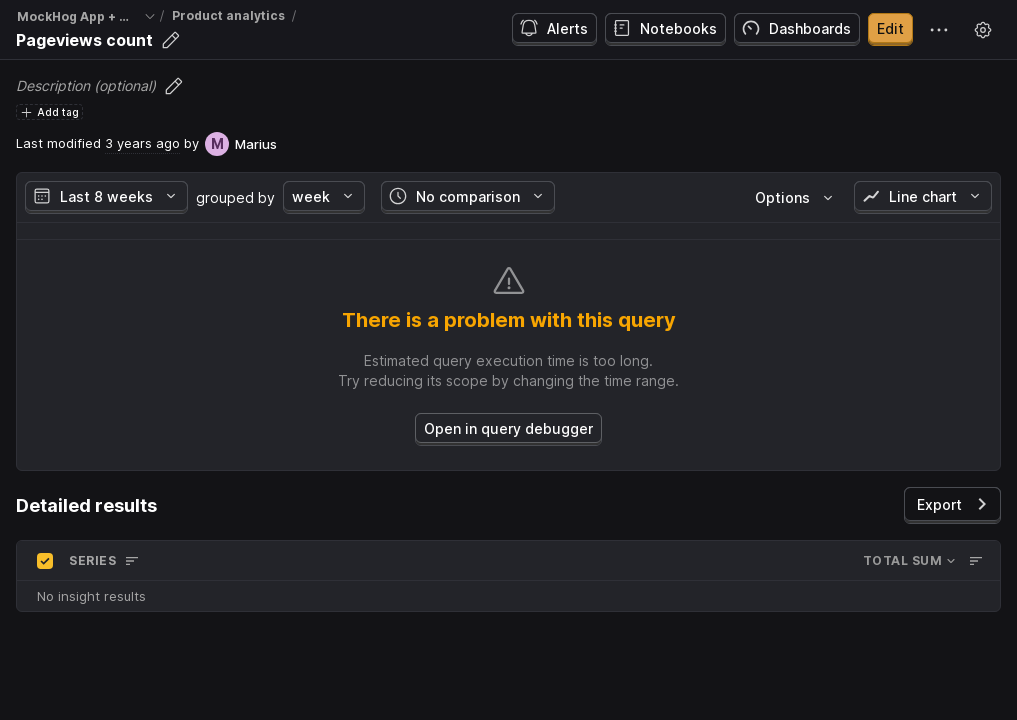 MockHog App + ... / Product analytics /
Pageviews count
Alerts
Notebooks
Dashboards
Edit
Description (optional)
Add tag
Last modified 3 years ago by M Marius
Last 8 weeks grouped by week No comparison Options Line chart
There is a problem with this query
Estimated query execution time is too long.
Try reducing its scope by changing the time range.
Open in query debugger
Detailed results
Export
SERIES TOTAL SUM
No insight results